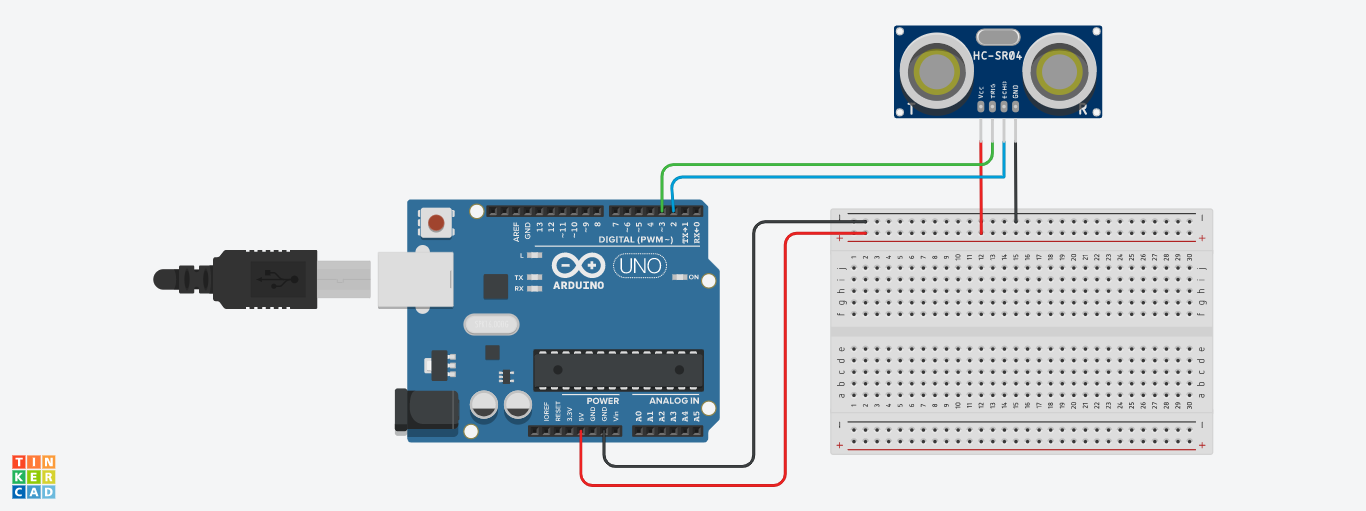 HC-SR04
VCC
TRIG
ECHO
GND
T
R
AREF
GND
13
12
~11
~10
~9
8
7
~6
~5
4
~3
2
TX→1
RX←0
DIGITAL (PWM~)
L
TX
RX
ARDUINO
UNO
ON
POWER
ANALOG IN
IOREF
RESET
3.3V
5V
GND
GND
Vin
A0
A1
A2
A3
A4
A5
− −
+ +
1 2 3 4 5 6 7 8 9 10 11 12 13 14 15 16 17 18 19 20 21 22 23 24 25 26 27 28 29 30
j j
i i
h h
g g
f f
e e
d d
c c
b b
a a
1 2 3 4 5 6 7 8 9 10 11 12 13 14 15 16 17 18 19 20 21 22 23 24 25 26 27 28 29 30
− −
+ +
TIN
KER
CAD